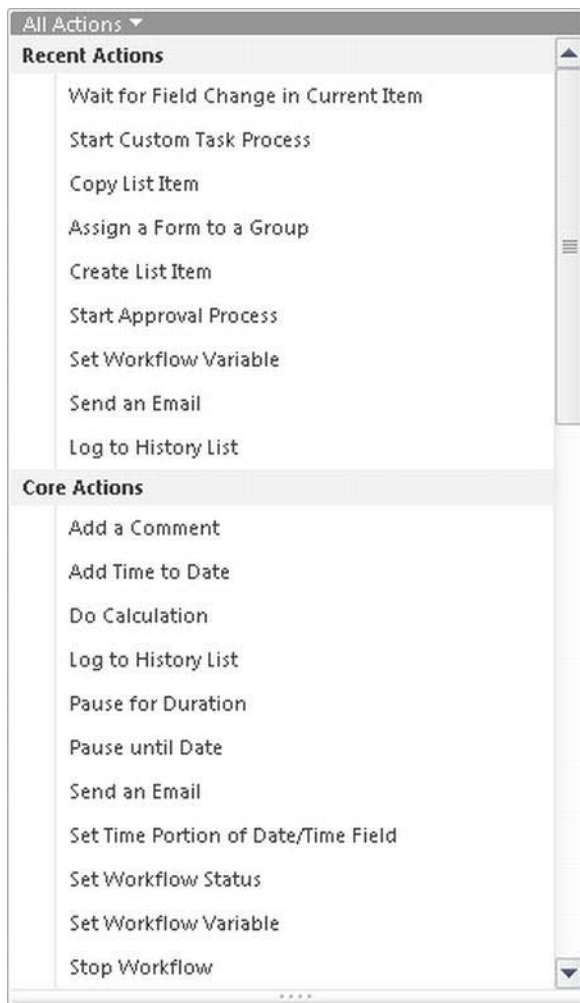 All Actions
Recent Actions
Wait for Field Change in Current Item
Start Custom Task Process
Copy List Item
Assign a Form to a Group
Create List Item
Start Approval Process
Set Workflow Variable
Send an Email
Log to History List
Core Actions
Add a Comment
Add Time to Date
Do Calculation
Log to History List
Pause for Duration
Pause until Date
Send an Email
Set Time Portion of Date/Time Field
Set Workflow Status
Set Workflow Variable
Stop Workflow